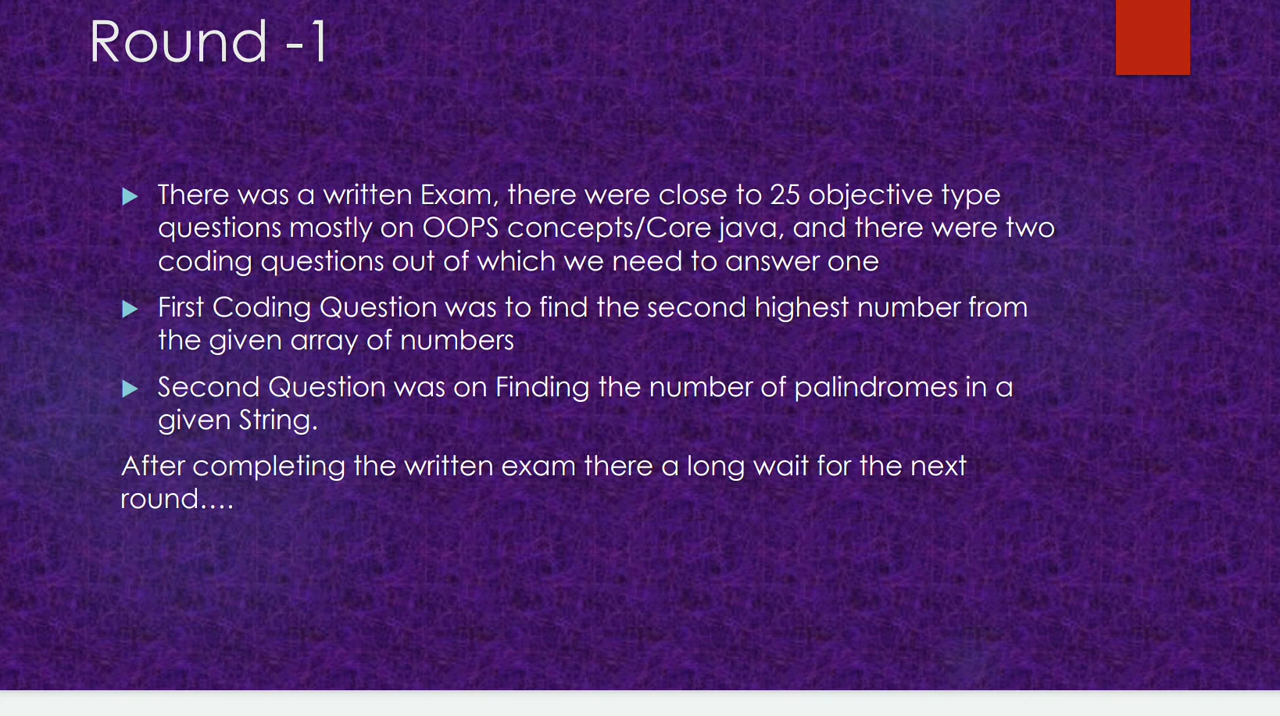 Round -1
There was a written Exam, there were close to 25 objective type
questions mostly on OOPS concepts/Core java, and there were two
coding questions out of which we need to answer one
First Coding Question was to find the second highest number from
the given array of numbers
Second Question was on Finding the number of palindromes in a
given String.
After completing the written exam there a long wait for the next
round....